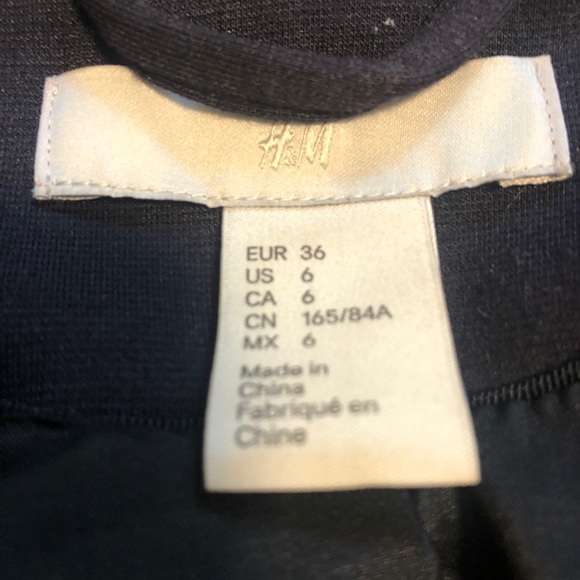 H&M
EUR 36
US 6
CA 6
CN 165/84A
MX 6
Made in
China
Fabriqué en
Chine